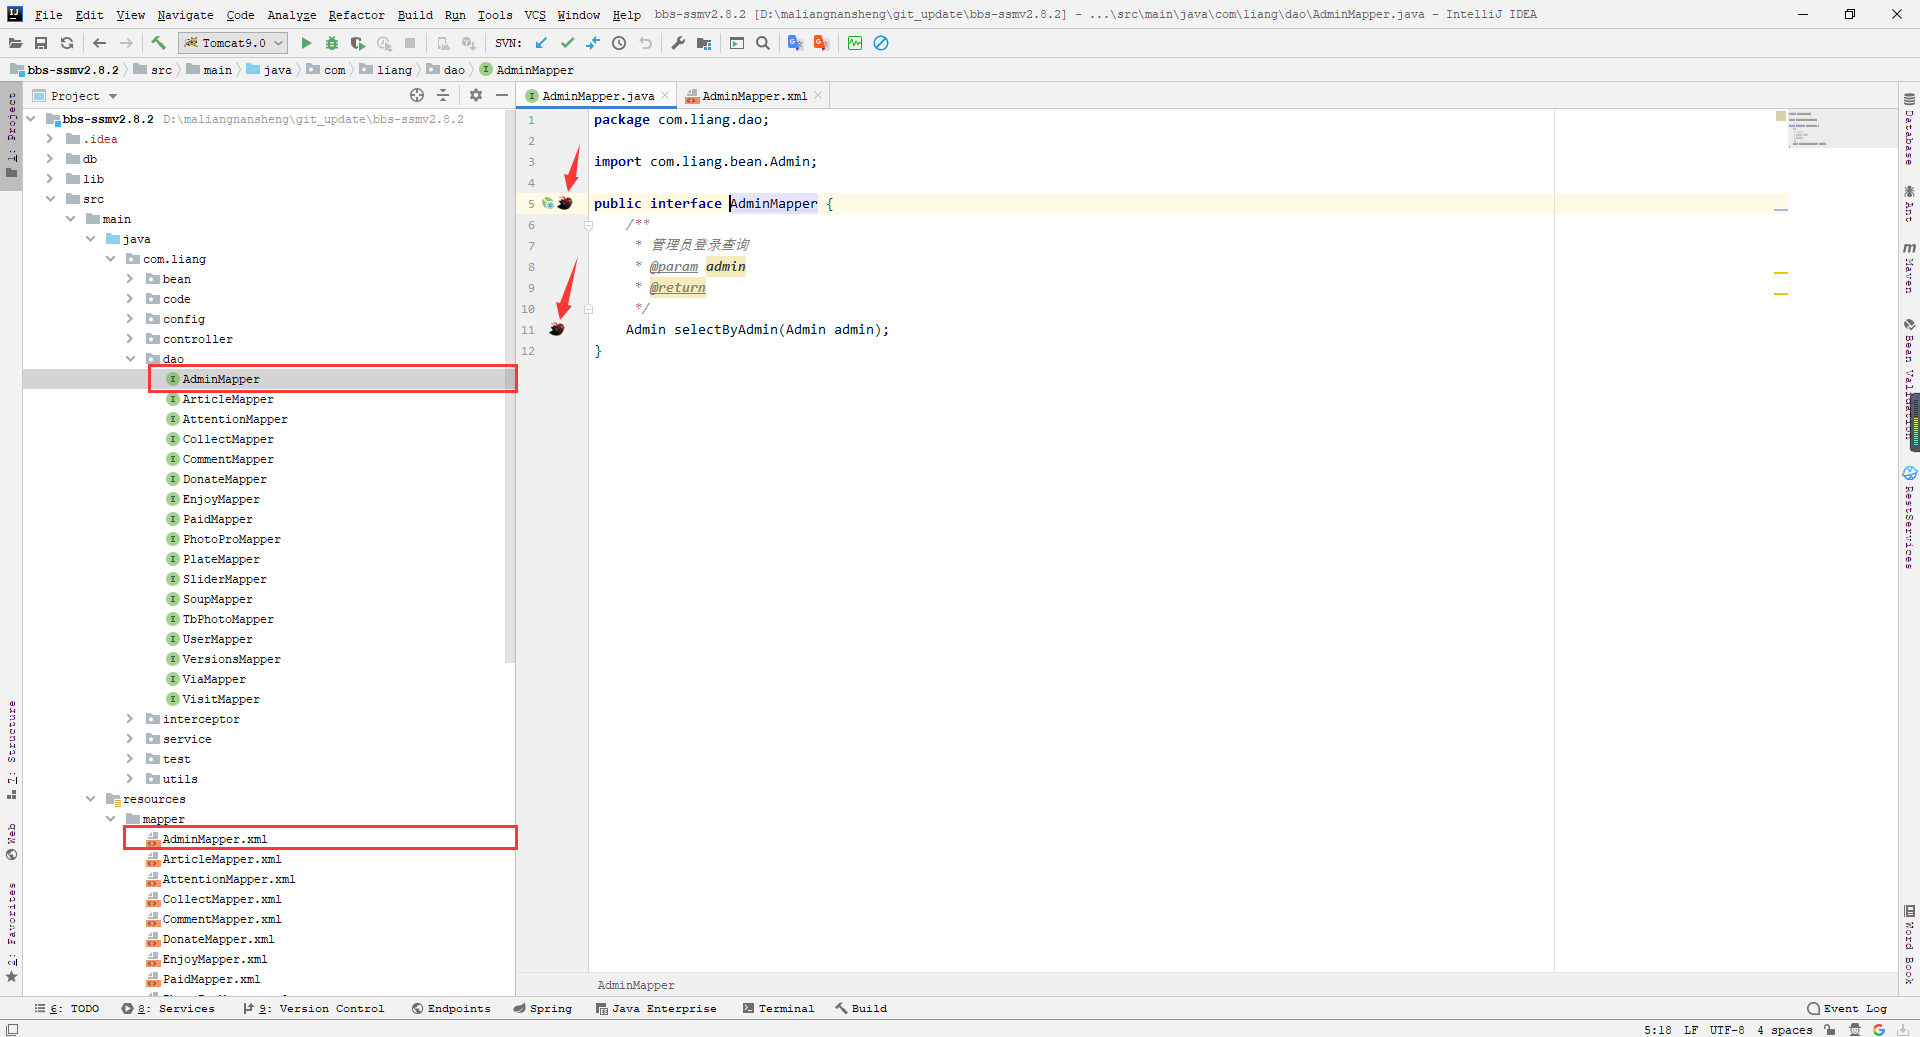 File Edit View Navigate Code Analyze Refactor Build Run Tools VCS Window Help bbs-ssmv2.8.2 [D:\maliangnansheng\git_update\bbs-ssmv2.8.2] - ...\src\main\java\com\liang\dao\AdminMapper.java - IntelliJ IDEA
Tomcat9.0 SVN:
bbs-ssmv2.8.2 src main java com liang dao AdminMapper
Project
AdminMapper.java AdminMapper.xml
1: Project
7: Structure
Web
2: Favorites
bbs-ssmv2.8.2 D:\maliangnansheng\git_update\bbs-ssmv2.8.2
.idea
db
lib
src
main
java
com.liang
bean
code
config
controller
dao
AdminMapper
ArticleMapper
AttentionMapper
CollectMapper
CommentMapper
DonateMapper
EnjoyMapper
PaidMapper
PhotoProMapper
PlateMapper
SliderMapper
SoupMapper
TbPhotoMapper
UserMapper
VersionsMapper
ViaMapper
VisitMapper
interceptor
service
test
utils
resources
mapper
AdminMapper.xml
ArticleMapper.xml
AttentionMapper.xml
CollectMapper.xml
CommentMapper.xml
DonateMapper.xml
EnjoyMapper.xml
PaidMapper.xml
1 package com.liang.dao;
2
3 import com.liang.bean.Admin;
4
5 public interface AdminMapper {
6 /**
7 * 管理员登录查询
8 * @param admin
9 * @return
10 */
11 Admin selectByAdmin(Admin admin);
12 }
AdminMapper
Database
Ant
Maven
Bean Validation
RestServices
Word Book
6: TODO 8: Services 9: Version Control Endpoints Spring Java Enterprise Terminal Build Event Log
5:18 LF UTF-8 4 spaces